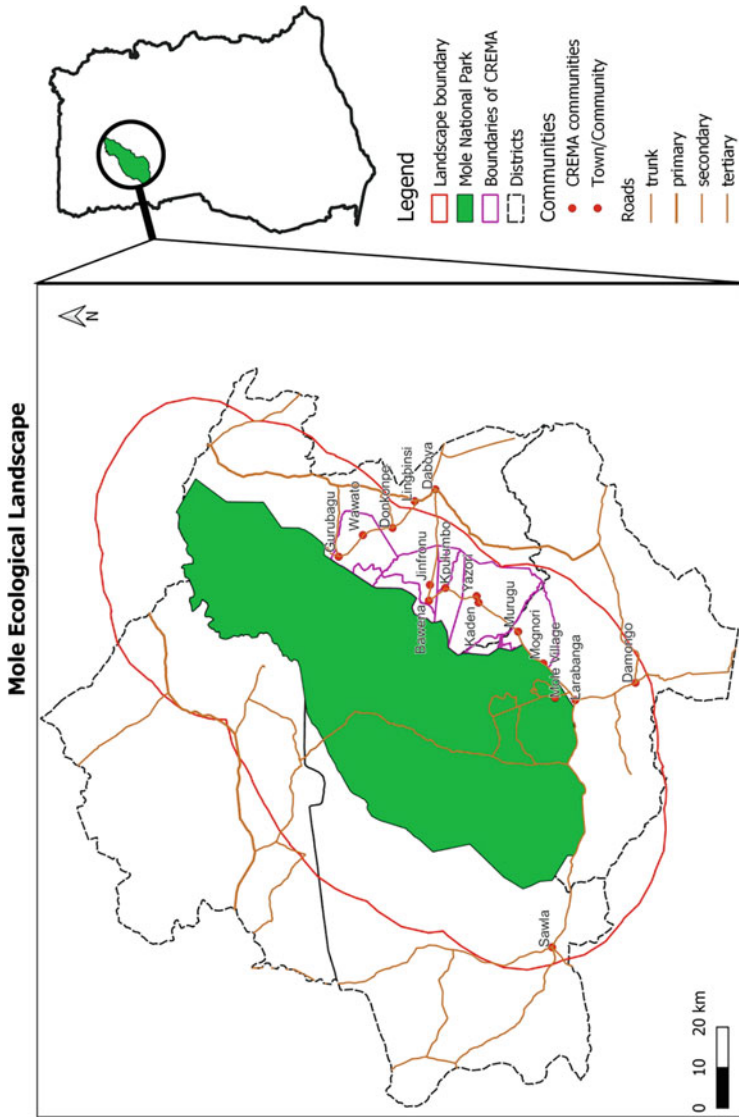 Mole Ecological Landscape
N
Gurubagu
Wawato
Donkonpe
Lingbinsi
Daboya
Jinfronu
Bawena
Kpulumbo
Yazori
Kaden
Murugu
Mognori
Mole Village
Larabanga
Damongo
Sawla
0 10 20 km
Legend
Landscape boundary
Mole National Park
Boundaries of CREMA
Districts
Communities
CREMA communities
Town/Community
Roads
trunk
primary
secondary
tertiary